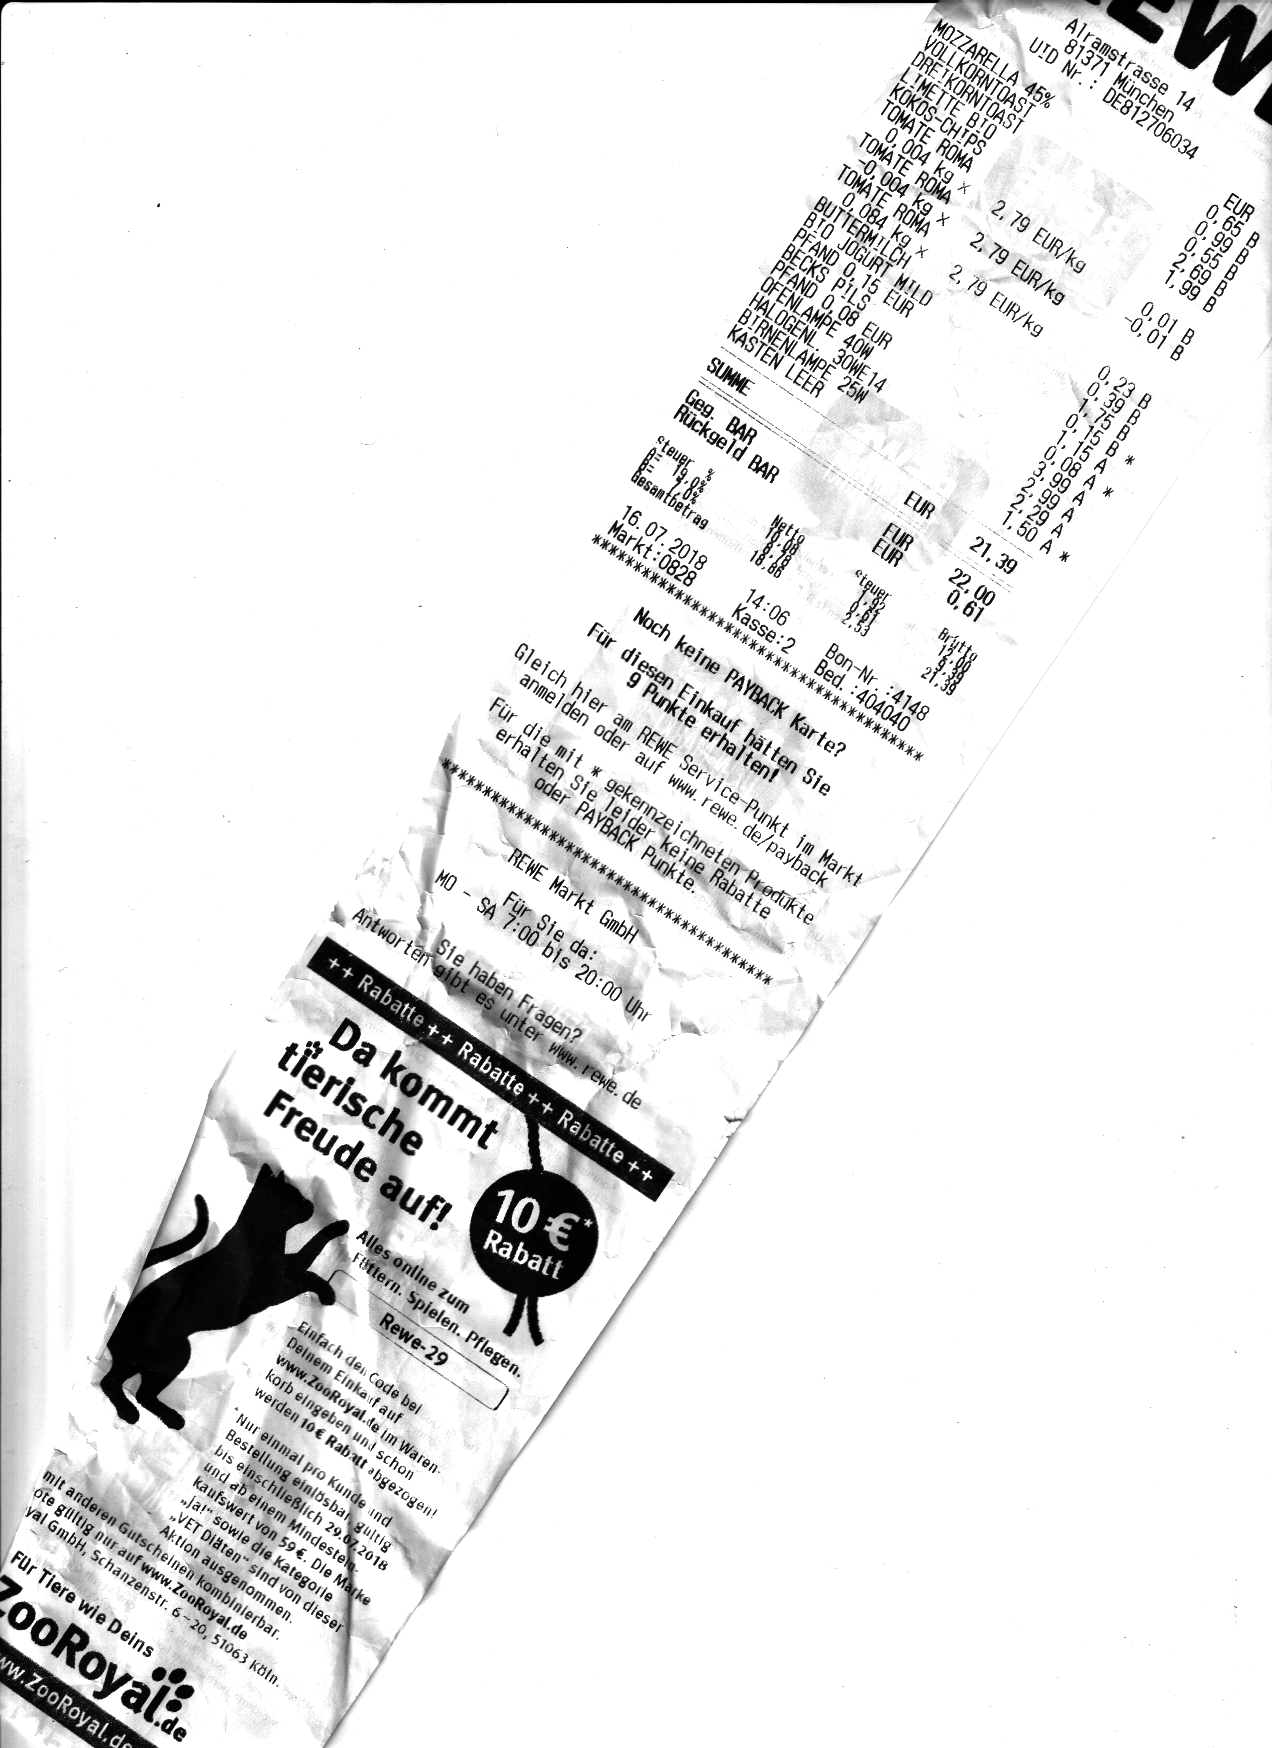 REWE
Alramstrasse 14
81371 München
UID Nr.: DE812706034
EUR
MOZZARELLA 45% 0,65 B
VOLLKORNTOAST 0,99 B
DREIKORNTOAST 0,55 B
LIMETTE BIO 2,69 B
KOKOS-CHIPS 1,99 B
TOMATE ROMA
0,004 kg x 2,79 EUR/kg 0,01 B
TOMATE ROMA
-0,004 kg x 2,79 EUR/kg -0,01 B
TOMATE ROMA
0,084 kg x 2,79 EUR/kg 0,23 B
BUTTERMILCH 0,39 B
BIO JOGURT MILD 1,75 B
PFAND 0,15 EUR 0,15 B *
BECKS PILS 1,15 A
PFAND 0,08 EUR 0,08 A *
OFENLAMPE 40W 3,99 A
HALOGENL. 30WE14 2,99 A
BIRNENLAMPE 25W 2,29 A
KASTEN LEER 1,50 A *
SUMME EUR 21,39
Geg. BAR EUR 22,00
Rückgeld BAR EUR 0,61
Steuer % Netto Steuer Brutto
A= 19,0% 10,08 1,92 12,00
B= 7,0% 8,78 0,61 9,39
Gesamtbetrag 18,86 2,53 21,39
16.07.2018 14:06 Bon-Nr.:4148
Markt:0828 Kasse:2 Bed.:404040
****************************************
Noch keine PAYBACK Karte?
Für diesen Einkauf hätten Sie
9 Punkte erhalten!
Gleich hier am REWE Service-Punkt im Markt
anmelden oder auf www.rewe.de/payback
Für die mit * gekennzeichneten Produkte
erhalten Sie leider keine Rabatte
oder PAYBACK Punkte.
****************************************
REWE Markt GmbH
Für Sie da:
MO - SA 7:00 bis 20:00 Uhr
Sie haben Fragen?
Antworten gibt es unter www.rewe.de
++ Rabatte ++ Rabatte ++ Rabatte ++
Da kommt
tierische
Freude auf!
10 €*
Rabatt
Alles online zum
Füttern. Spielen. Pflegen.
Rewe-29
Einfach den Code bei
Deinem Einkauf auf
www.ZooRoyal.de im Waren-
korb eingeben und schon
werden 10 € Rabatt abgezogen!
*Nur einmal pro Kunde und
Bestellung einlösbar, gültig
bis einschließlich 29.07.2018
und ab einem Mindestein-
kaufswert von 59 €. Die Marke
„ja!“ sowie die Kategorie
„VET Diäten“ sind von dieser
Aktion ausgenommen.
mit anderen Gutscheinen kombinierbar.
ote gültig nur auf www.ZooRoyal.de
yal GmbH, Schanzenstr. 6-20, 51063 Köln.
Für Tiere wie Deins
ZooRoyal.de
www.ZooRoyal.de